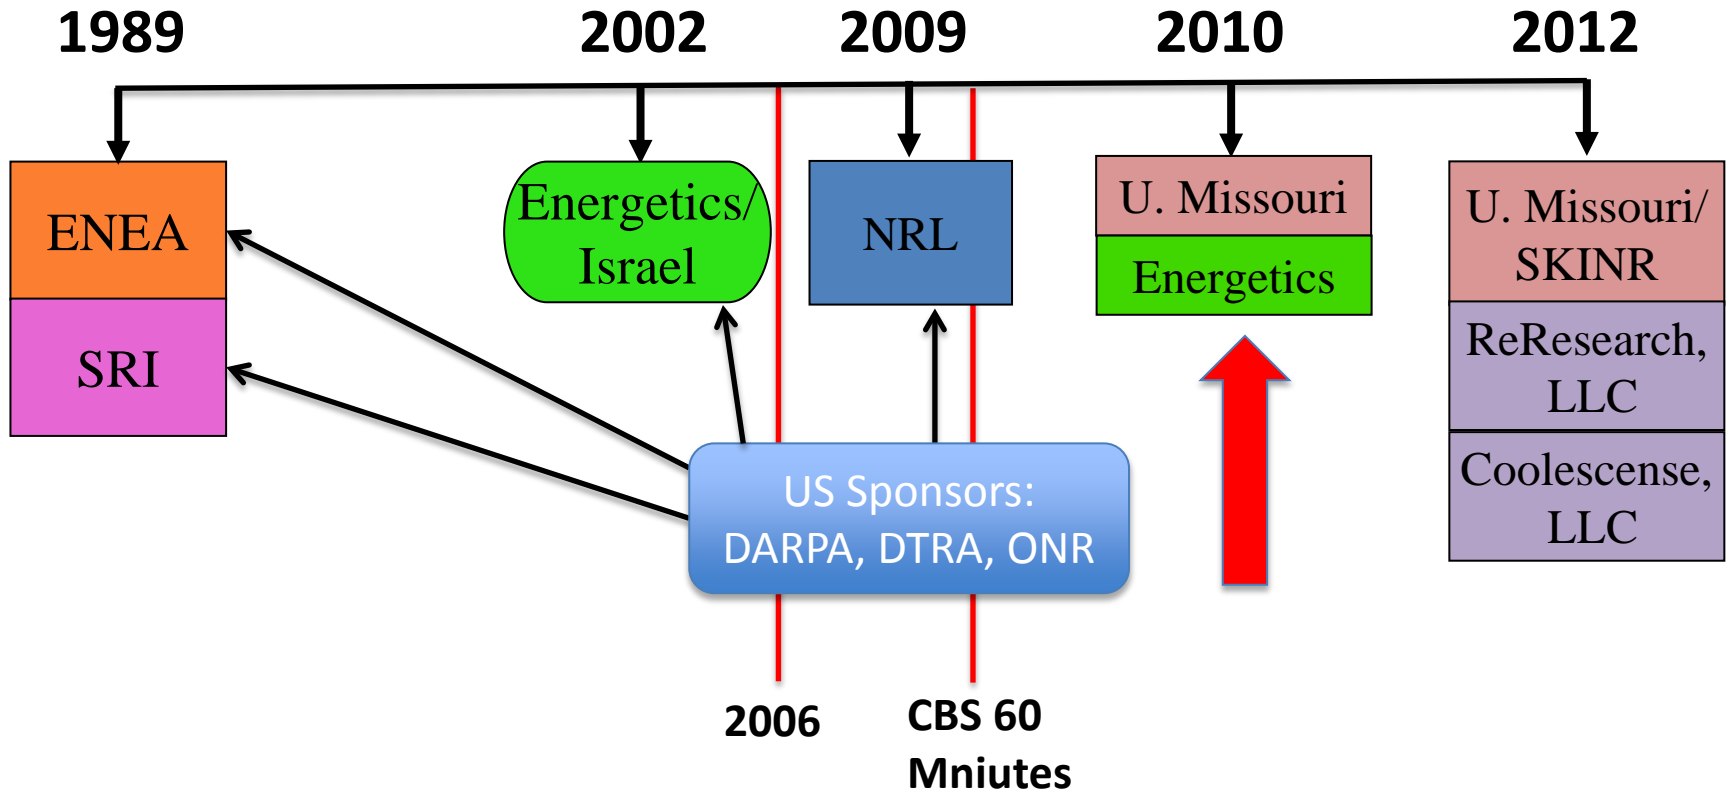 1989
2002
2009
2010
2012
ENEA
SRI
Energetics/
Israel
NRL
U. Missouri
Energetics
U. Missouri/
SKINR
ReResearch,
LLC
Coolescense,
LLC
US Sponsors:
DARPA, DTRA, ONR
2006
CBS 60
Mniutes